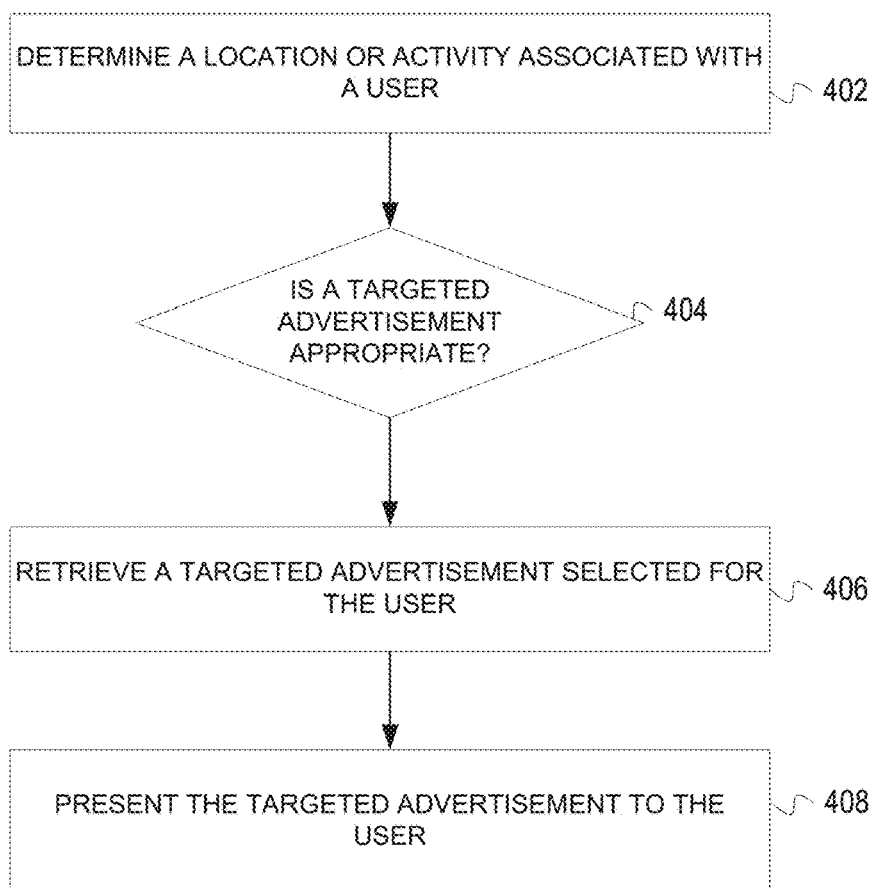 DETERMINE A LOCATION OR ACTIVITY ASSOCIATED WITH
A USER
402
IS A TARGETED
ADVERTISEMENT
APPROPRIATE?
404
RETRIEVE A TARGETED ADVERTISEMENT SELECTED FOR
THE USER
406
PRESENT THE TARGETED ADVERTISEMENT TO THE
USER
408